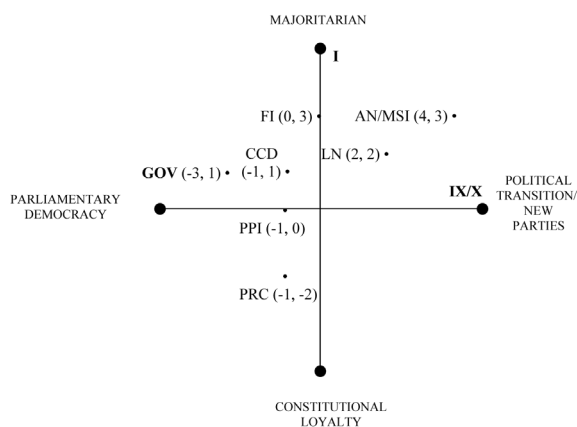 MAJORITARIAN
I
FI (0, 3)
AN/MSI (4, 3)
CCD
LN (2, 2)
GOV (-3, 1)
(-1, 1)
IX/X
PARLIAMENTARY
DEMOCRACY
POLITICAL
TRANSITION/
NEW
PARTIES
PPI (-1, 0)
PRC (-1, -2)
CONSTITUTIONAL
LOYALTY